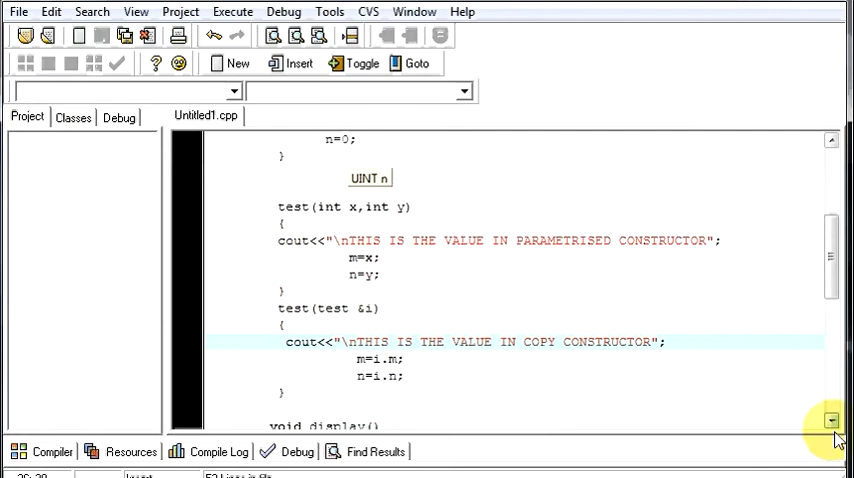 File Edit Search View Project Execute Debug Tools CVS Window Help
New Insert Toggle Goto
Project Classes Debug Untitled1.cpp
n=0;
}
UINT n
test(int x,int y)
{
cout<<"\nTHIS IS THE VALUE IN PARAMETRISED CONSTRUCTOR";
m=x;
n=y;
}
test(test &i)
{
cout<<"\nTHIS IS THE VALUE IN COPY CONSTRUCTOR";
m=i.m;
n=i.n;
}
void display()
Compiler Resources Compile Log Debug Find Results